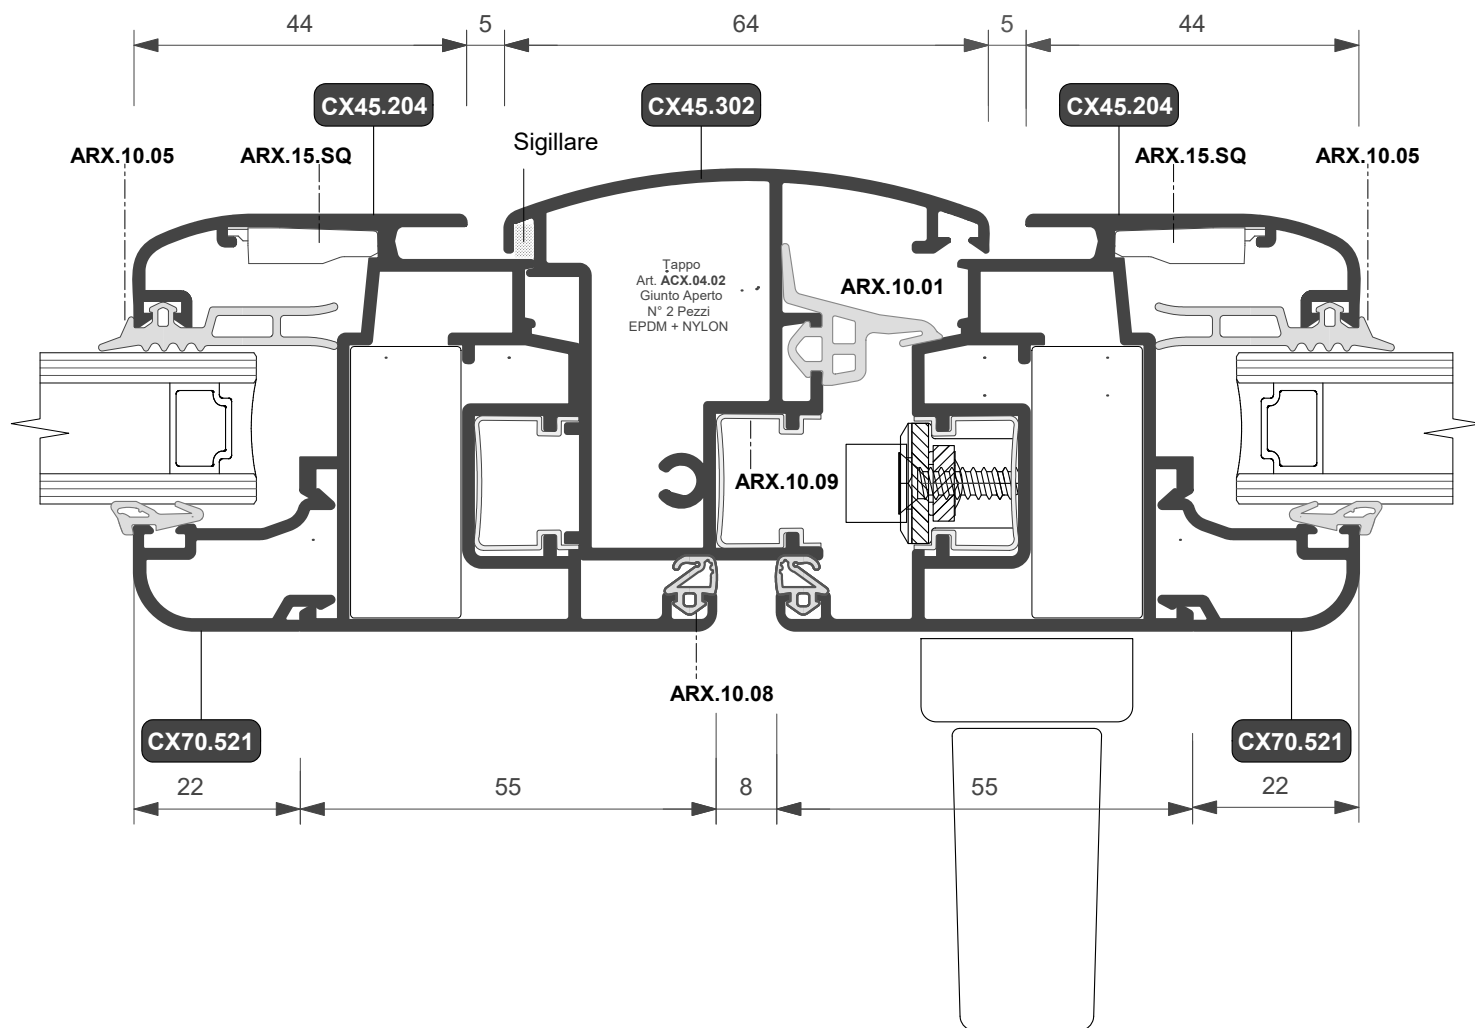 44
5
64
5
44
CX45.204
CX45.302
CX45.204
Sigillare
ARX.10.05
ARX.15.SQ
ARX.15.SQ
ARX.10.05
Tappo
Art. ACX.04.02
Giunto Aperto
N° 2 Pezzi
EPDM + NYLON
ARX.10.01
ARX.10.09
ARX.10.08
CX70.521
CX70.521
22
55
8
55
22